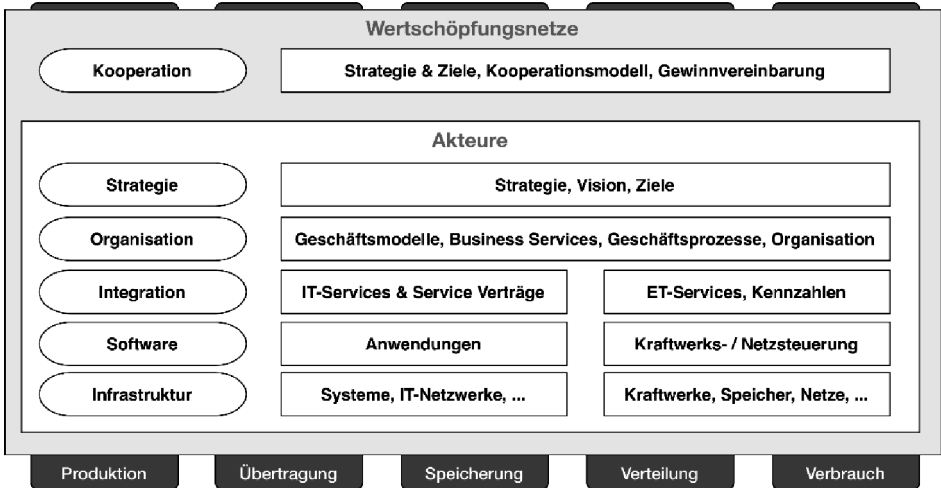 Wertschöpfungsnetze
Kooperation
Strategie & Ziele, Kooperationsmodell, Gewinnvereinbarung
Akteure
Strategie
Strategie, Vision, Ziele
Organisation
Geschäftsmodelle, Business Services, Geschäftsprozesse, Organisation
Integration
IT-Services & Service Verträge
ET-Services, Kennzahlen
Software
Anwendungen
Kraftwerks- / Netzsteuerung
Infrastruktur
Systeme, IT-Netzwerke, ...
Kraftwerke, Speicher, Netze, ...
Produktion
Übertragung
Speicherung
Verteilung
Verbrauch